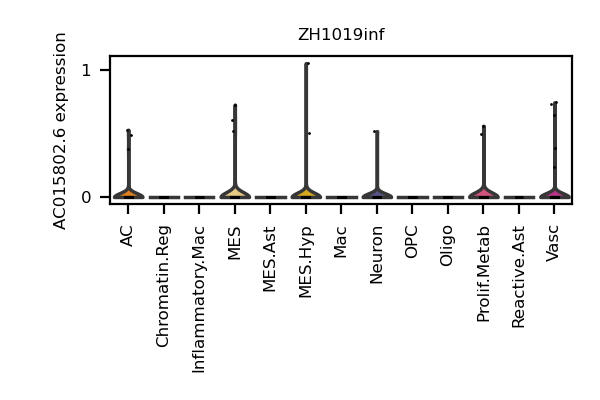 ZH1019inf
AC015802.6 expression
1
0
AC
Chromatin.Reg
Inflammatory.Mac
MES
MES.Ast
MES.Hyp
Mac
Neuron
OPC
Oligo
Prolif.Metab
Reactive.Ast
Vasc